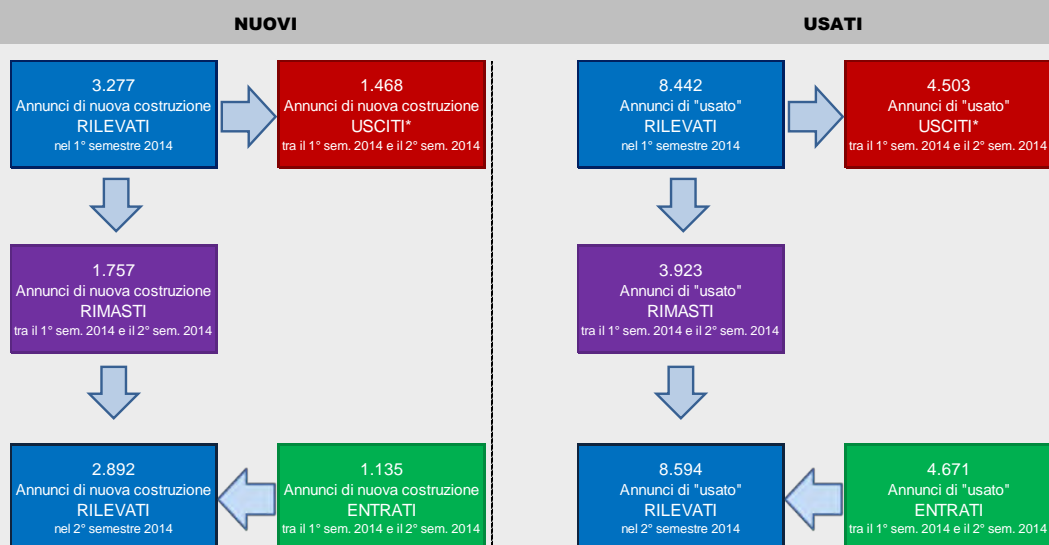 NUOVI
USATI
3.277
Annunci di nuova costruzione
RILEVATI
nel 1° semestre 2014
1.468
Annunci di nuova costruzione
USCITI*
tra il 1° sem. 2014 e il 2° sem. 2014
8.442
Annunci di "usato"
RILEVATI
nel 1° semestre 2014
4.503
Annunci di "usato"
USCITI*
tra il 1° sem. 2014 e il 2° sem. 2014
1.757
Annunci di nuova costruzione
RIMASTI
tra il 1° sem. 2014 e il 2° sem. 2014
3.923
Annunci di "usato"
RIMASTI
tra il 1° sem. 2014 e il 2° sem. 2014
2.892
Annunci di nuova costruzione
RILEVATI
nel 2° semestre 2014
1.135
Annunci di nuova costruzione
ENTRATI
tra il 1° sem. 2014 e il 2° sem. 2014
8.594
Annunci di "usato"
RILEVATI
nel 2° semestre 2014
4.671
Annunci di "usato"
ENTRATI
tra il 1° sem. 2014 e il 2° sem. 2014